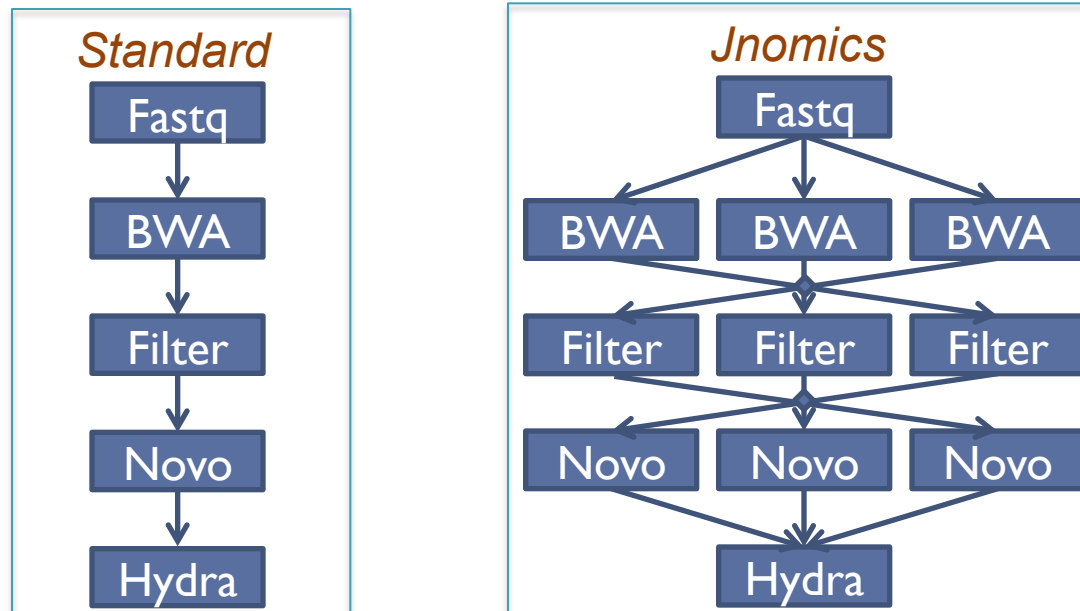 Standard
Fastq
BWA
Filter
Novo
Hydra
Jnomics
Fastq
BWA BWA BWA
Filter Filter Filter
Novo Novo Novo
Hydra